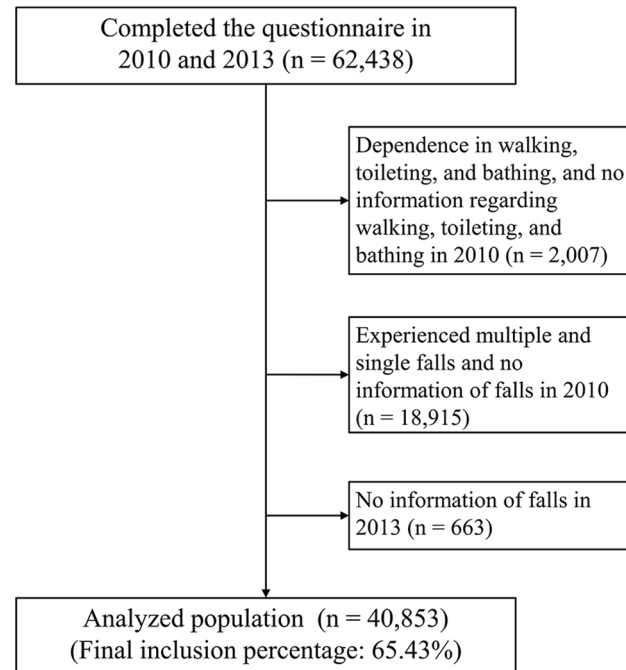 Completed the questionnaire in
2010 and 2013 (n = 62,438)
Dependence in walking,
toileting, and bathing, and no
information regarding
walking, toileting, and
bathing in 2010 (n = 2,007)
Experienced multiple and
single falls and no
information of falls in 2010
(n = 18,915)
No information of falls in
2013 (n = 663)
Analyzed population (n = 40,853)
(Final inclusion percentage: 65.43%)